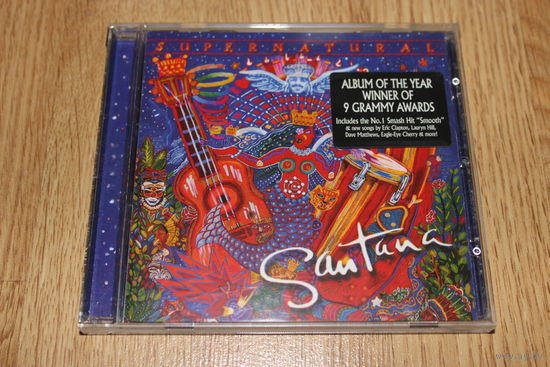 SUPERNATURAL
ALBUM OF THE YEAR
WINNER OF
9 GRAMMY AWARDS
Includes the No.1 Smash Hit "Smooth"
& new songs by Eric Clapton, Lauryn Hill,
Dave Matthews, Eagle-Eye Cherry & more!
Santana